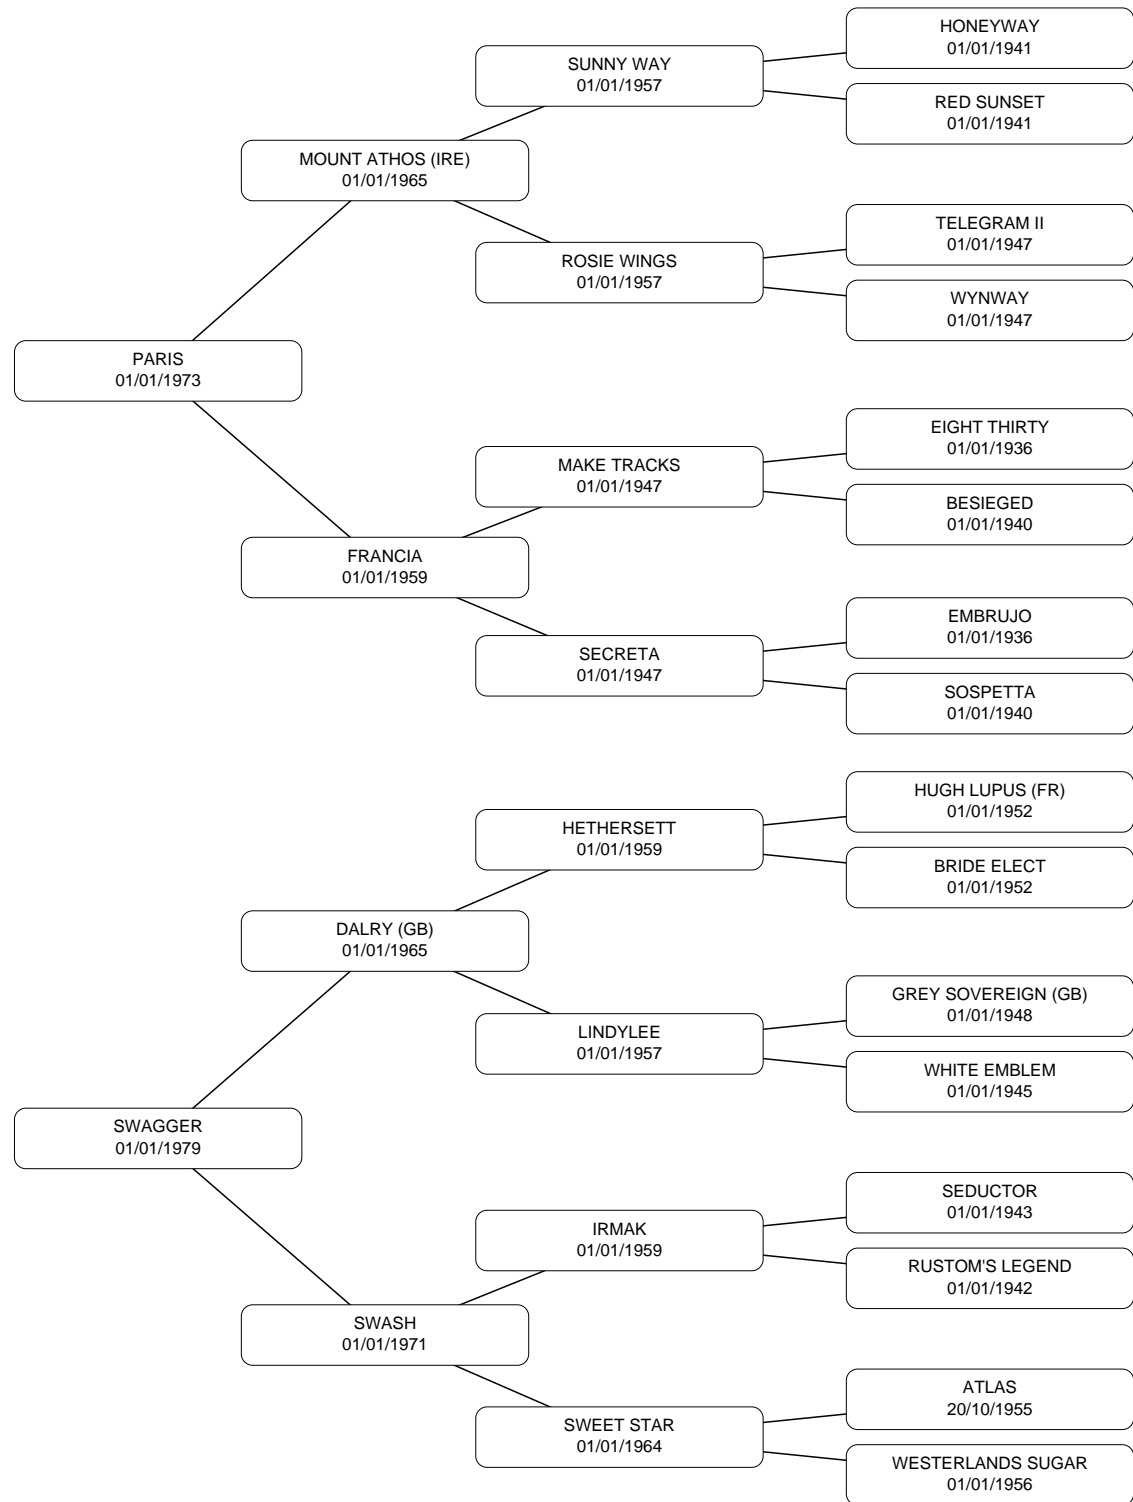 HONEYWAY
01/01/1941
SUNNY WAY
01/01/1957
RED SUNSET
01/01/1941
MOUNT ATHOS (IRE)
01/01/1965
TELEGRAM II
01/01/1947
ROSIE WINGS
01/01/1957
WYNWAY
01/01/1947
PARIS
01/01/1973
EIGHT THIRTY
01/01/1936
MAKE TRACKS
01/01/1947
BESIEGED
01/01/1940
FRANCIA
01/01/1959
EMBRUJO
01/01/1936
SECRETA
01/01/1947
SOSPETTA
01/01/1940
HUGH LUPUS (FR)
01/01/1952
HETHERSETT
01/01/1959
BRIDE ELECT
01/01/1952
DALRY (GB)
01/01/1965
GREY SOVEREIGN (GB)
01/01/1948
LINDYLEE
01/01/1957
WHITE EMBLEM
01/01/1945
SWAGGER
01/01/1979
SEDUCTOR
01/01/1943
IRMAK
01/01/1959
RUSTOM'S LEGEND
01/01/1942
SWASH
01/01/1971
ATLAS
20/10/1955
SWEET STAR
01/01/1964
WESTERLANDS SUGAR
01/01/1956